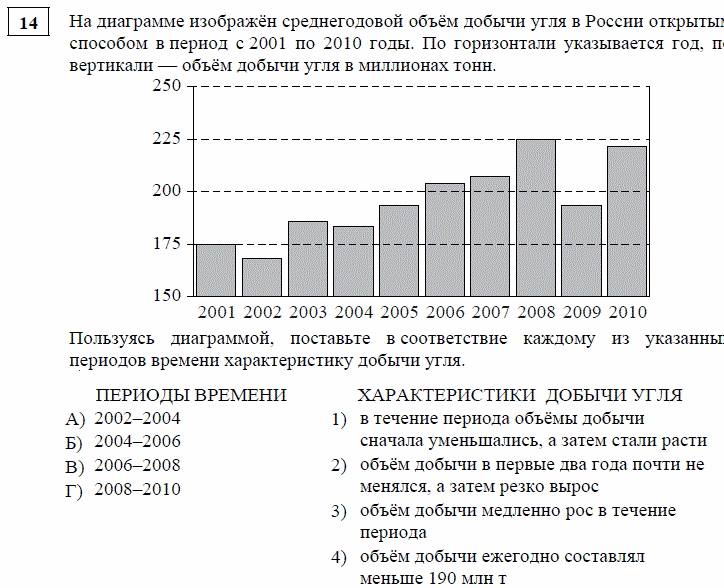 14
На диаграмме изображён среднегодовой объём добычи угля в России открытым
способом в период с 2001 по 2010 годы. По горизонтали указывается год, по
вертикали — объём добычи угля в миллионах тонн.
250
225
200
175
150
2001 2002 2003 2004 2005 2006 2007 2008 2009 2010
Пользуясь диаграммой, поставьте в соответствие каждому из указанны
периодов времени характеристику добычи угля.
ПЕРИОДЫ ВРЕМЕНИ
А) 2002–2004
Б) 2004–2006
В) 2006–2008
Г) 2008–2010
ХАРАКТЕРИСТИКИ ДОБЫЧИ УГЛЯ
1) в течение периода объёмы добычи
сначала уменьшались, а затем стали расти
2) объём добычи в первые два года почти не
менялся, а затем резко вырос
3) объём добычи медленно рос в течение
периода
4) объём добычи ежегодно составлял
меньше 190 млн т